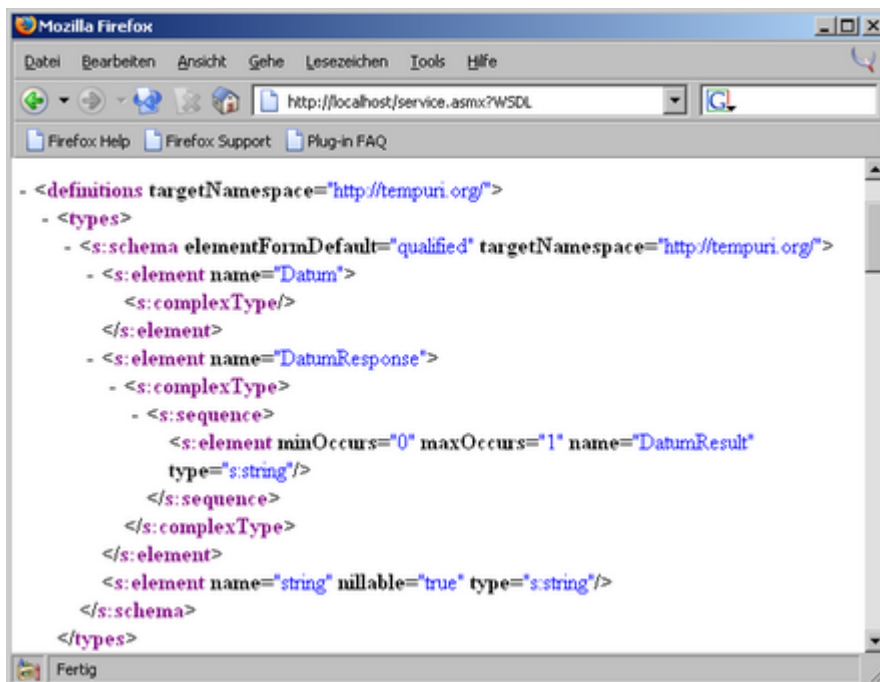 Mozilla Firefox
Datei Bearbeiten Ansicht Gehe Lesezeichen Tools Hilfe
http://localhost/service.asmx?WSDL
G
Firefox Help Firefox Support Plug-in FAQ
- <definitions targetNamespace="http://tempuri.org/">
- <types>
- <s:schema elementFormDefault="qualified" targetNamespace="http://tempuri.org/">
- <s:element name="Datum">
<s:complexType/>
</s:element>
- <s:element name="DatumResponse">
- <s:complexType>
- <s:sequence>
<s:element minOccurs="0" maxOccurs="1" name="DatumResult"
type="s:string"/>
</s:sequence>
</s:complexType>
</s:element>
<s:element name="string" nillable="true" type="s:string"/>
</s:schema>
</types>
Fertig